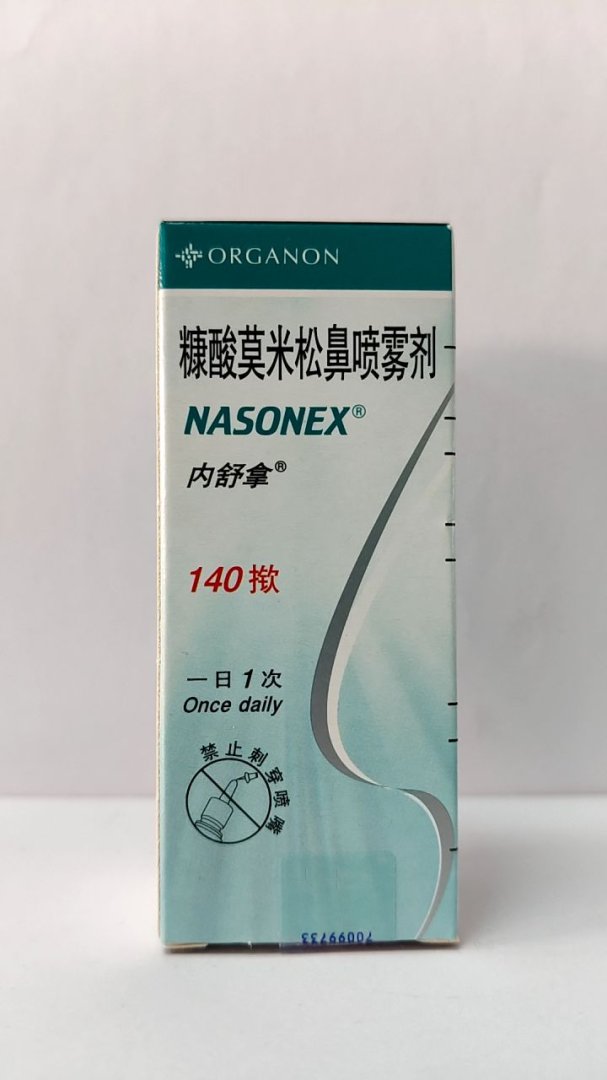 ORGANON
糠酸莫米松鼻喷雾剂
NASONEX®
内舒拿®
140揿
一日1次
Once daily
禁止刺穿喷嘴
70099733